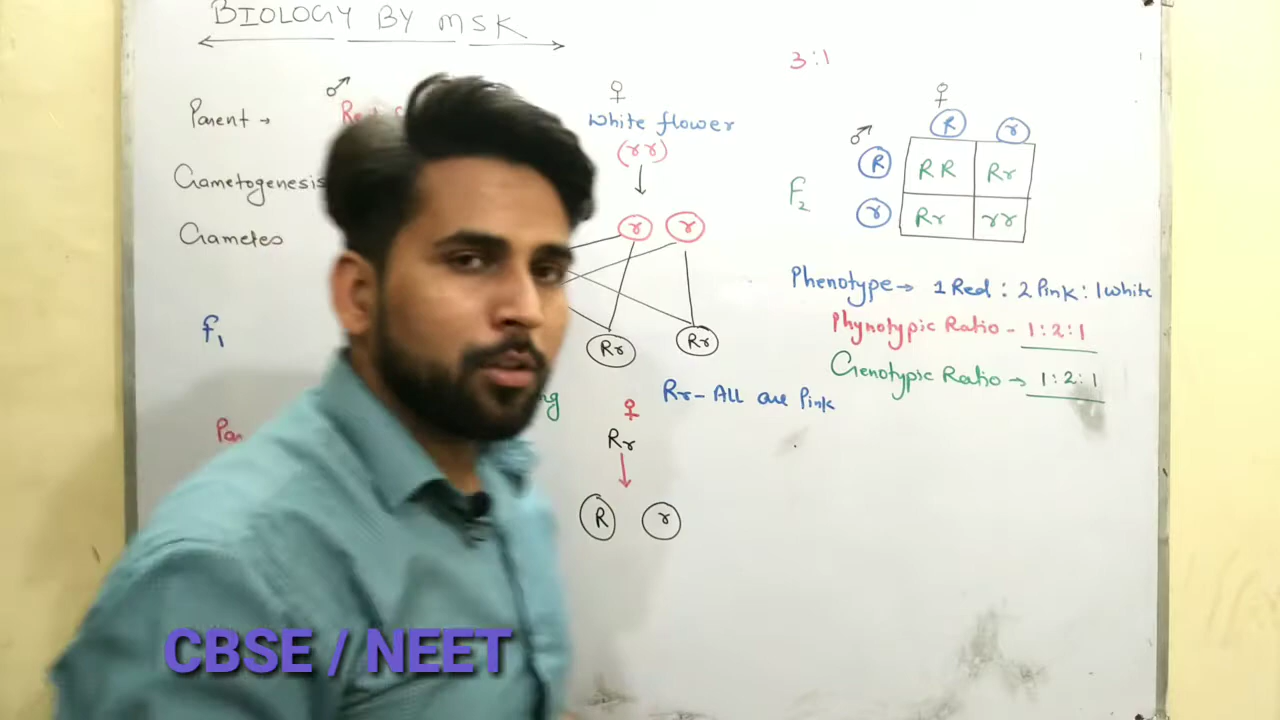 BIOLOGY BY MSK
Parent →
♂
♀
White flower
(rr)
Gametogenesis
Gametes
r r
F1
Rr Rr
Rr - All are Pink
♀
Rr
R r
3:1
♀
R r
♂
R RR Rr
F2
r Rr rr
Phenotype → 1 Red : 2 Pink : 1 White
Phynotypic Ratio - 1:2:1
Genotypic Ratio → 1:2:1
CBSE / NEET